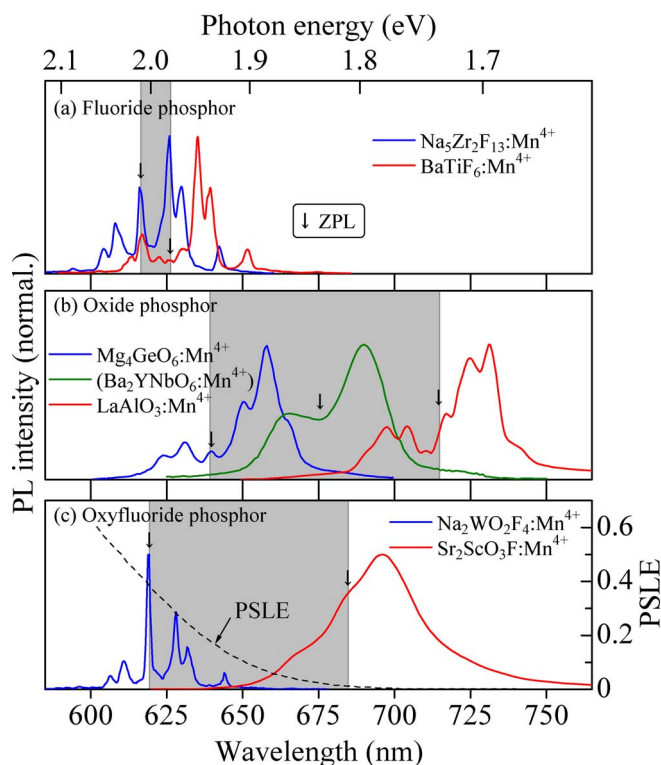 Photon energy (eV)
2.1 2.0 1.9 1.8 1.7
(a) Fluoride phosphor
Na₅Zr₂F₁₃:Mn⁴⁺
BaTiF₆:Mn⁴⁺
↓ ZPL
PL intensity (normal.)
(b) Oxide phosphor
Mg₄GeO₆:Mn⁴⁺
(Ba₂YNbO₆:Mn⁴⁺)
LaAlO₃:Mn⁴⁺
(c) Oxyfluoride phosphor
Na₂WO₂F₄:Mn⁴⁺
Sr₂ScO₃F:Mn⁴⁺
PSLE
0.6
0.4
0.2
0
PSLE
600 625 650 675 700 725 750
Wavelength (nm)